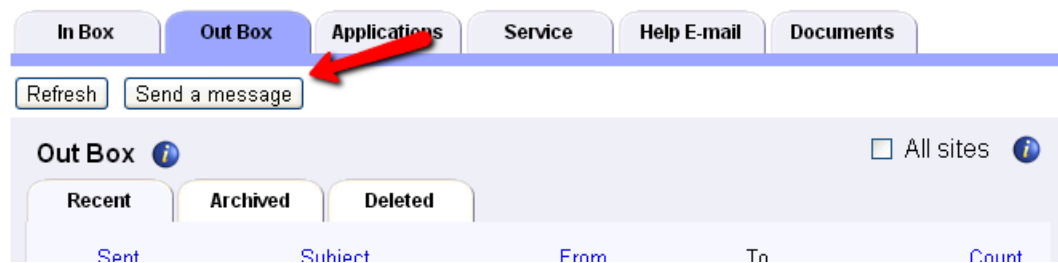 In Box Out Box Applications Service Help E-mail Documents
Refresh Send a message
Out Box All sites
Recent Archived Deleted
Sent Subject From To Count